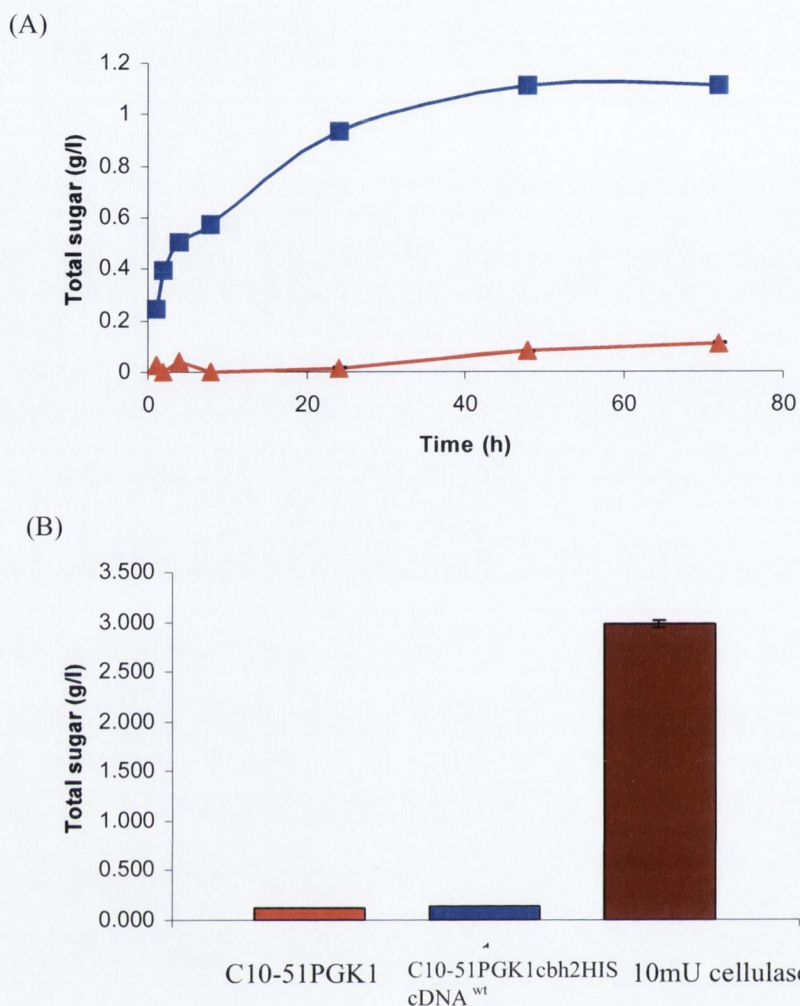 (A)
Total sugar (g/l)
1.2
1
0.8
0.6
0.4
0.2
0
0 20 40 60 80
Time (h)
(B)
Total sugar (g/l)
3.500
3.000
2.500
2.000
1.500
1.000
0.500
0.000
C10-51PGK1 C10-51PGK1cbh2HIS 10mU cellulase
cDNA wt